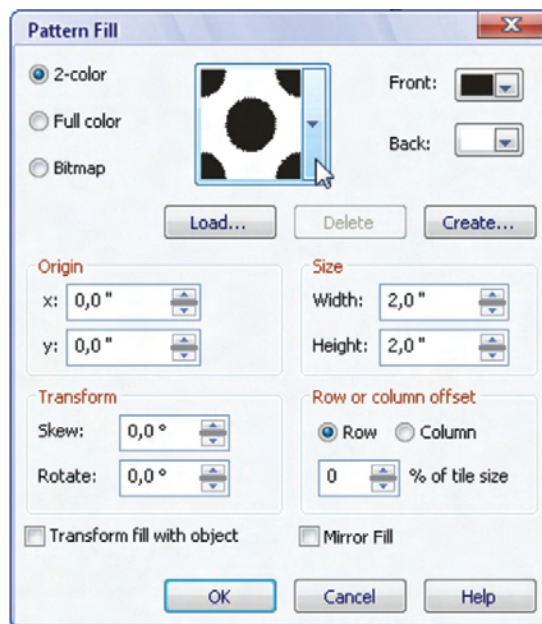 Pattern Fill
2-color
Full color
Bitmap
Front:
Back:
Load... Delete Create...
Origin
x: 0,0 "
y: 0,0 "
Size
Width: 2,0 "
Height: 2,0 "
Transform
Skew: 0,0 °
Rotate: 0,0 °
Row or column offset
Row Column
0 % of tile size
Transform fill with object
Mirror Fill
OK Cancel Help